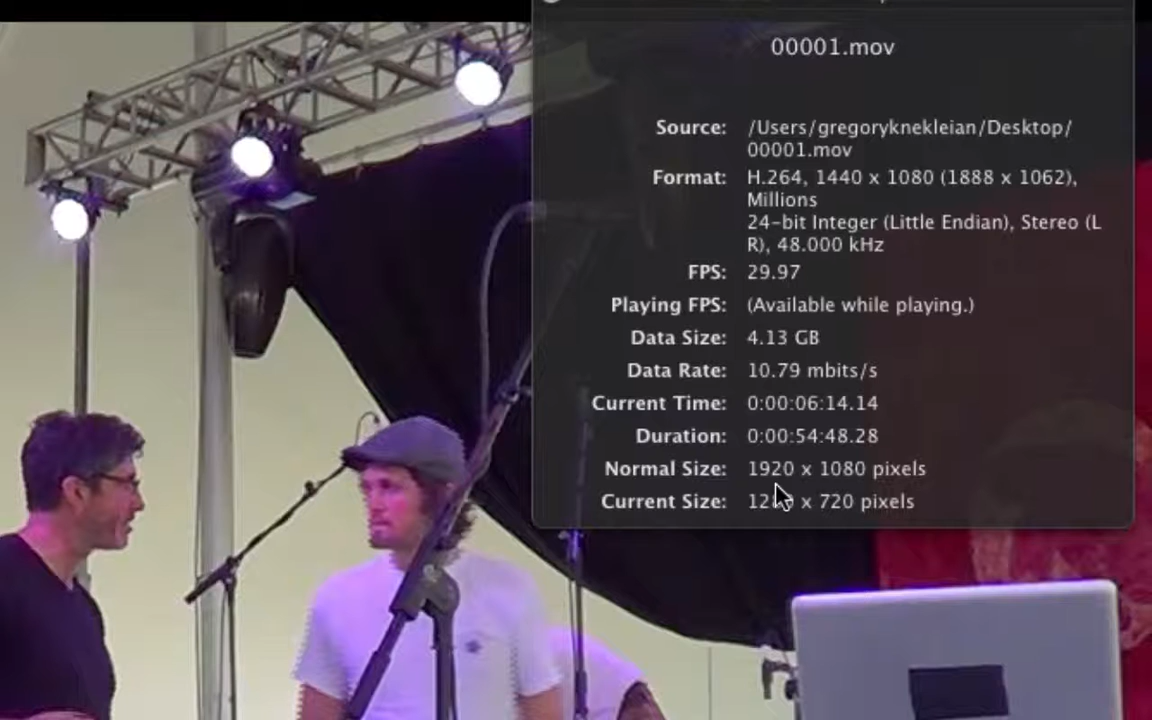 00001.mov
Source: /Users/gregoryknekleian/Desktop/
00001.mov
Format: H.264, 1440 x 1080 (1888 x 1062),
Millions
24-bit Integer (Little Endian), Stereo (L
R), 48.000 kHz
FPS: 29.97
Playing FPS: (Available while playing.)
Data Size: 4.13 GB
Data Rate: 10.79 mbits/s
Current Time: 0:00:06:14.14
Duration: 0:00:54:48.28
Normal Size: 1920 x 1080 pixels
Current Size: x 720 pixels